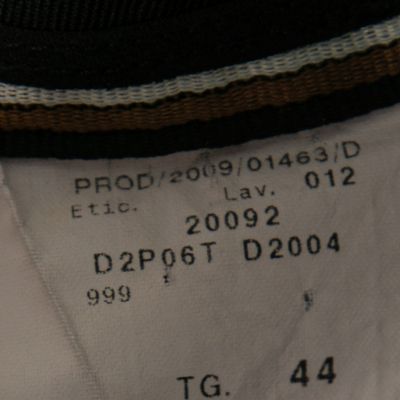 PROD/2009/01463/D
Etic. Lav. 012
20092
D2P06T D2004
999
TG. 44